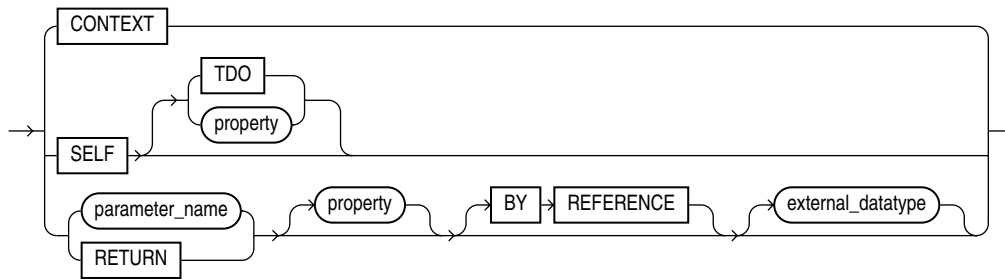 CONTEXT
TDO
property
SELF
parameter_name property BY REFERENCE external_datatype
RETURN